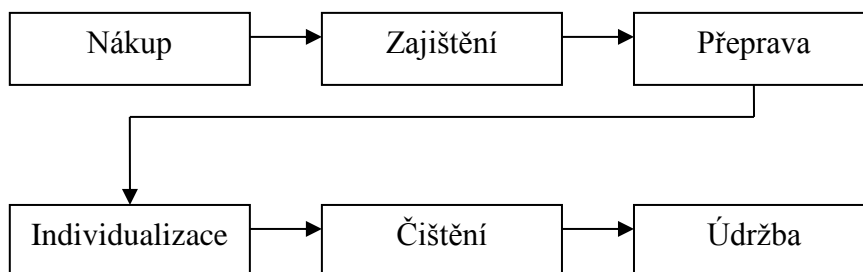 Nákup
Zajištění
Přeprava
Individualizace
Čištění
Údržba